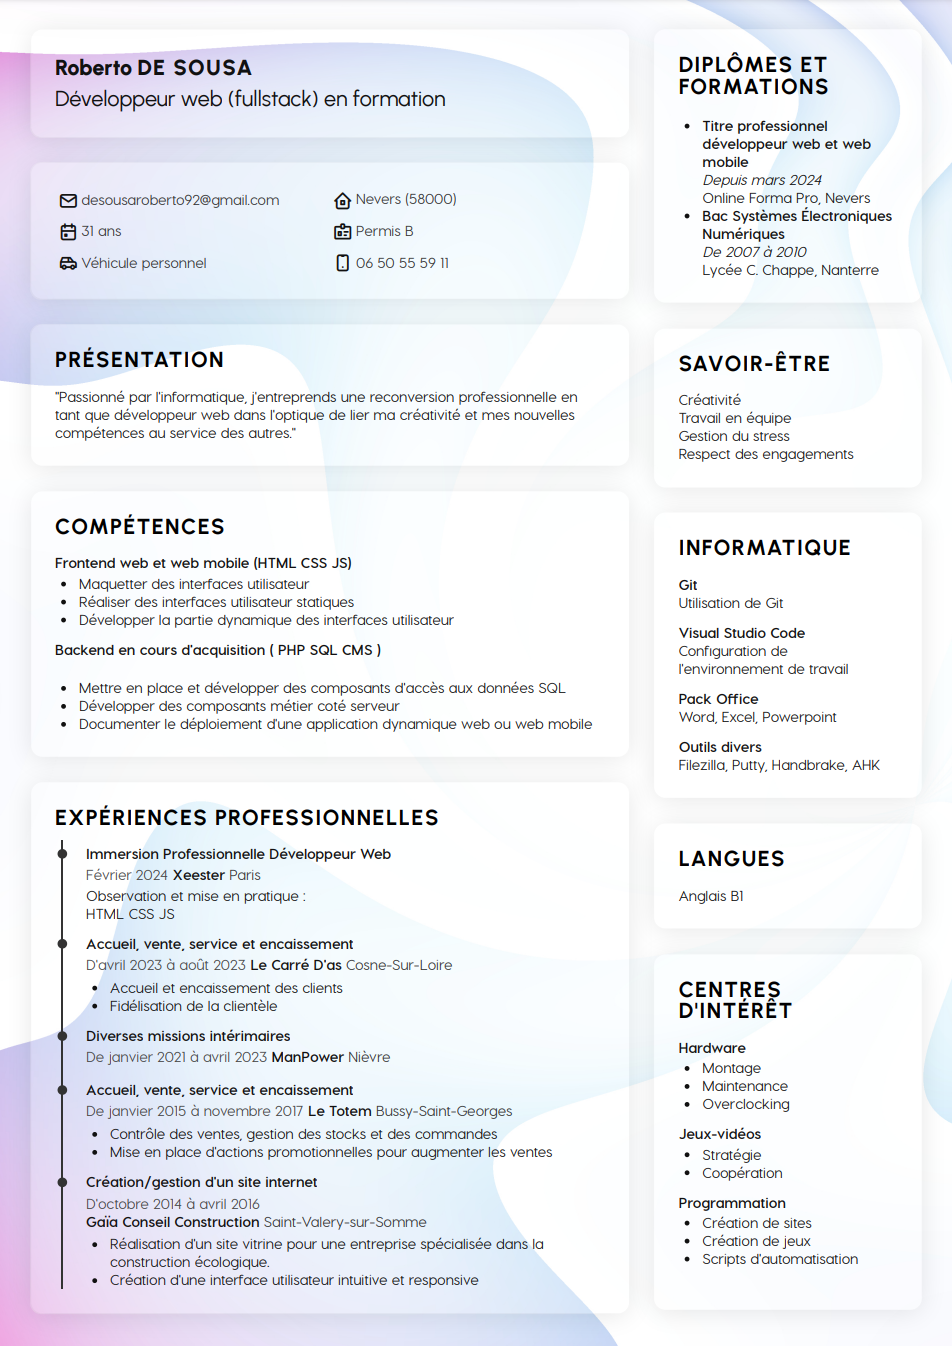 Roberto DE SOUSA
Développeur web (fullstack) en formation
desousaroberto92@gmail.com
Nevers (58000)
31 ans
Permis B
Véhicule personnel
06 50 55 59 11
PRÉSENTATION
"Passionné par l'informatique, j'entreprends une reconversion professionnelle en
tant que développeur web dans l'optique de lier ma créativité et mes nouvelles
compétences au service des autres."
COMPÉTENCES
Frontend web et web mobile (HTML CSS JS)
• Maquetter des interfaces utilisateur
• Réaliser des interfaces utilisateur statiques
• Développer la partie dynamique des interfaces utilisateur
Backend en cours d'acquisition ( PHP SQL CMS )
• Mettre en place et développer des composants d'accès aux données SQL
• Développer des composants métier coté serveur
• Documenter le déploiement d'une application dynamique web ou web mobile
EXPÉRIENCES PROFESSIONNELLES
Immersion Professionnelle Développeur Web
Février 2024 Xeester Paris
Observation et mise en pratique :
HTML CSS JS
Accueil, vente, service et encaissement
D'avril 2023 à août 2023 Le Carré D'as Cosne-Sur-Loire
• Accueil et encaissement des clients
• Fidélisation de la clientèle
Diverses missions intérimaires
De janvier 2021 à avril 2023 ManPower Nièvre
Accueil, vente, service et encaissement
De janvier 2015 à novembre 2017 Le Totem Bussy-Saint-Georges
• Contrôle des ventes, gestion des stocks et des commandes
• Mise en place d'actions promotionnelles pour augmenter les ventes
Création/gestion d'un site internet
D'octobre 2014 à avril 2016
Gaïa Conseil Construction Saint-Valery-sur-Somme
• Réalisation d'un site vitrine pour une entreprise spécialisée dans la
construction écologique.
• Création d'une interface utilisateur intuitive et responsive
DIPLÔMES ET
FORMATIONS
• Titre professionnel
développeur web et web
mobile
Depuis mars 2024
Online Forma Pro, Nevers
• Bac Systèmes Électroniques
Numériques
De 2007 à 2010
Lycée C. Chappe, Nanterre
SAVOIR-ÊTRE
Créativité
Travail en équipe
Gestion du stress
Respect des engagements
INFORMATIQUE
Git
Utilisation de Git
Visual Studio Code
Configuration de
l'environnement de travail
Pack Office
Word, Excel, Powerpoint
Outils divers
Filezilla, Putty, Handbrake, AHK
LANGUES
Anglais B1
CENTRES
D'INTÉRÊT
Hardware
• Montage
• Maintenance
• Overclocking
Jeux-vidéos
• Stratégie
• Coopération
Programmation
• Création de sites
• Création de jeux
• Scripts d'automatisation